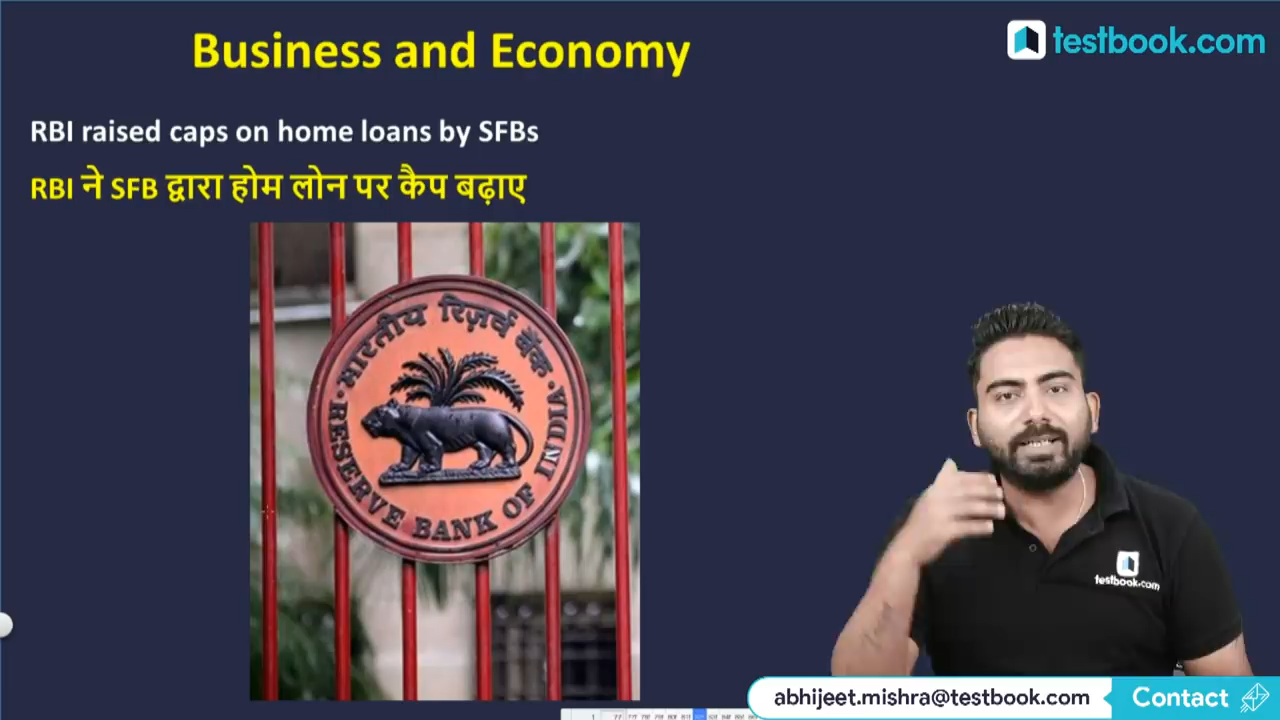 Business and Economy
testbook.com
RBI raised caps on home loans by SFBs
RBI ने SFB द्वारा होम लोन पर कैप बढ़ाए
भारतीय रिज़र्व बैंक
RESERVE BANK OF INDIA
testbook.com
abhijeet.mishra@testbook.com
Contact